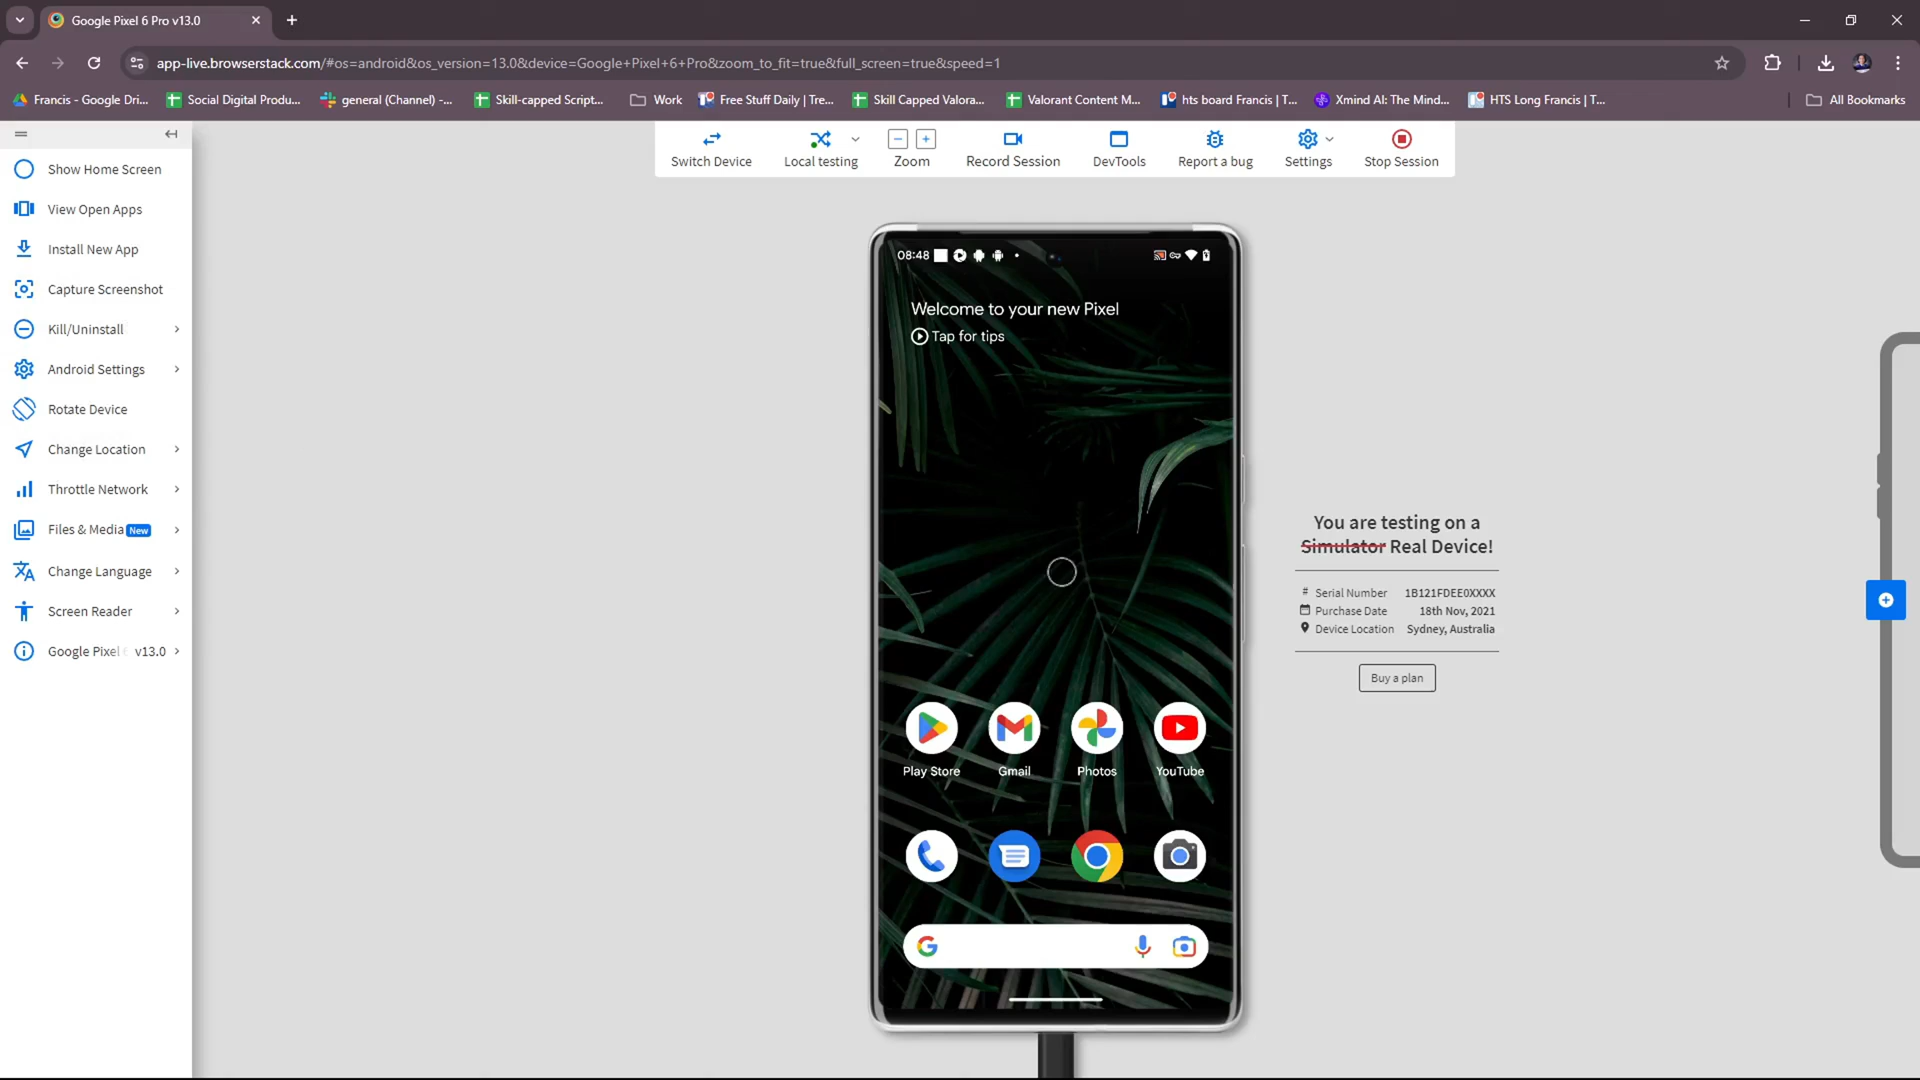 Google Pixel 6 Pro v13.0
app-live.browserstack.com/#os=android&os_version=13.0&device=Google+Pixel+6+Pro&zoom_to_fit=true&full_screen=true&speed=1
Francis - Google Dri...
Social Digital Produ...
general (Channel) -...
Skill-capped Script...
Work
Free Stuff Daily | Tre...
Skill Capped Valora...
Valorant Content M...
hts board Francis | T...
Xmind AI: The Mind...
HTS Long Francis | T...
All Bookmarks
Switch Device
Local testing
Zoom
Record Session
DevTools
Report a bug
Settings
Stop Session
Show Home Screen
View Open Apps
Install New App
Capture Screenshot
Kill/Uninstall
Android Settings
Rotate Device
Change Location
Throttle Network
Files & Media New
Change Language
Screen Reader
Google Pixel 6 v13.0
08:48
Welcome to your new Pixel
Tap for tips
Play Store
Gmail
Photos
YouTube
You are testing on a
Simulator Real Device!
# Serial Number 1B121FDEE0XXXX
Purchase Date 18th Nov, 2021
Device Location Sydney, Australia
Buy a plan